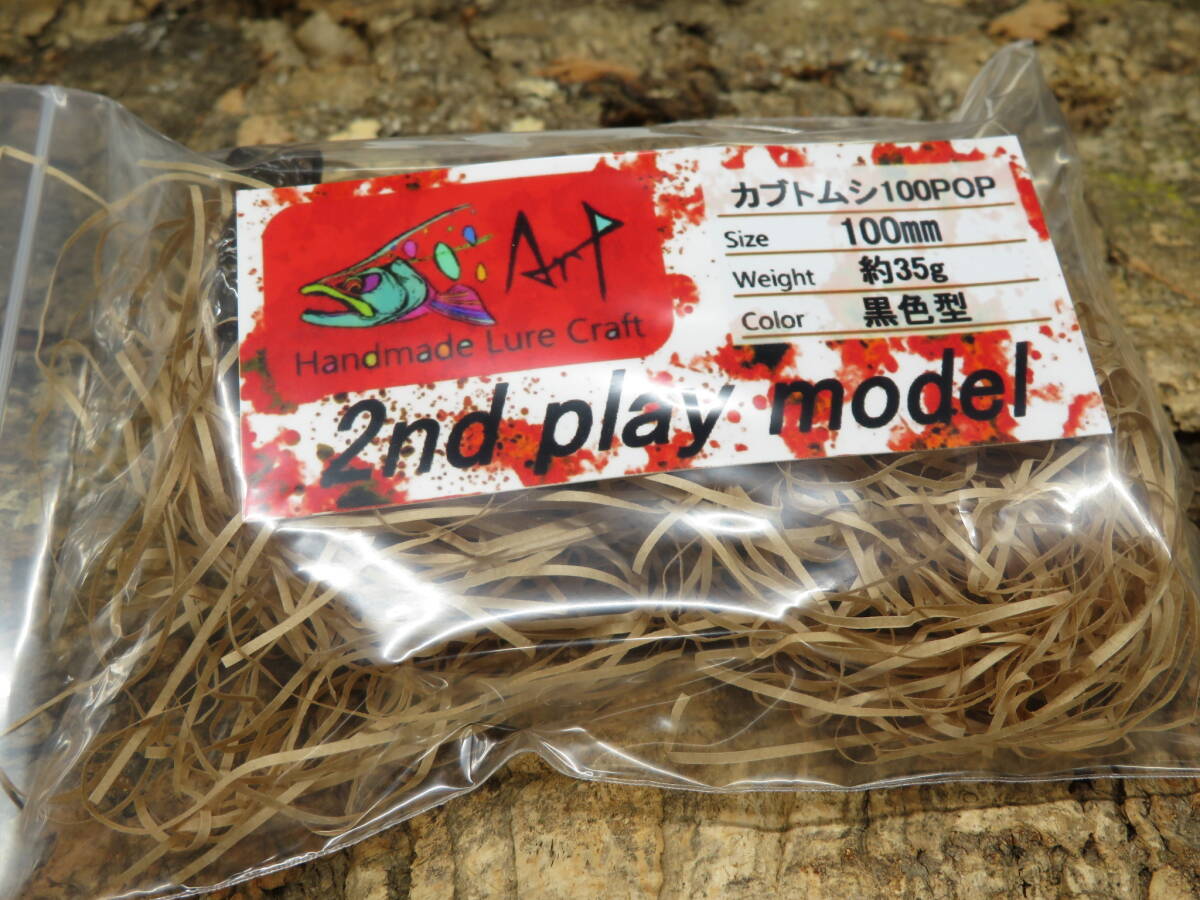 Art
Handmade Lure Craft
カブトムシ100POP
Size 100mm
Weight 約35g
Color 黒色型
2nd play model